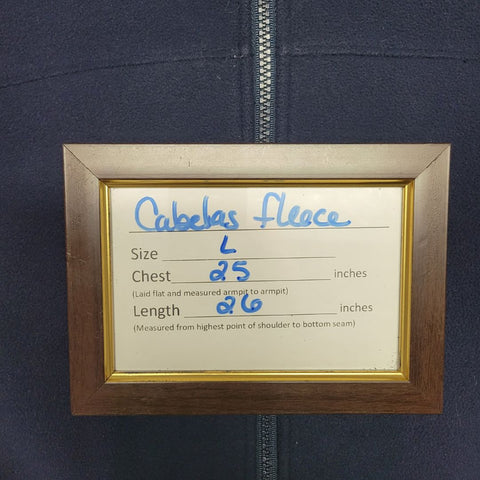 Cabelas fleece
Size L
Chest 25 inches
(Laid flat and measured armpit to armpit)
Length 26 inches
(Measured from highest point of shoulder to bottom seam)